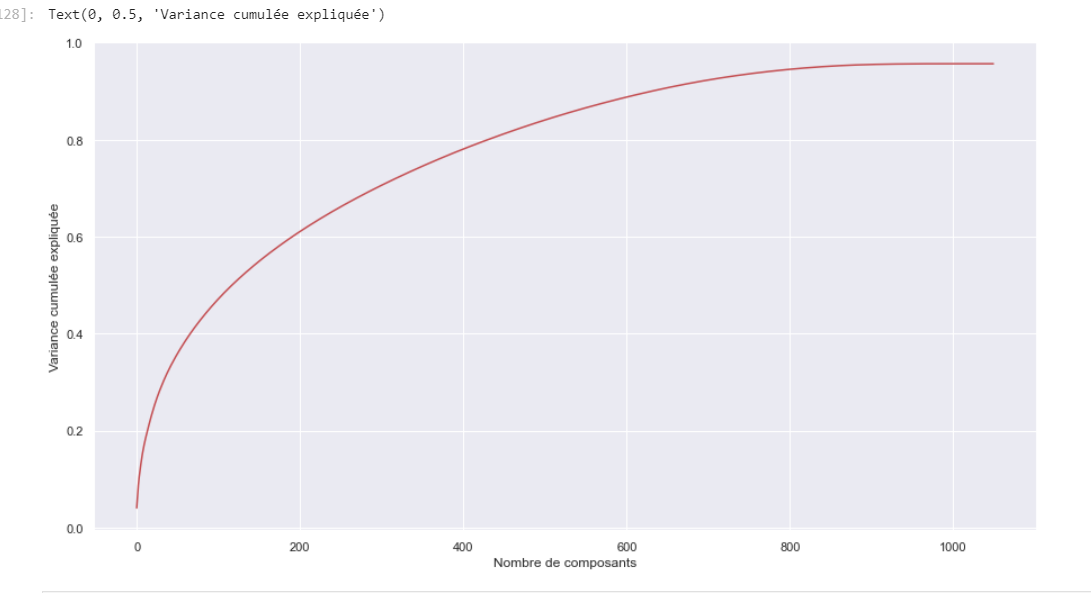 128]: Text(0, 0.5, 'Variance cumulée expliquée')
1.0
0.8
0.6
0.4
0.2
0.0
Variance cumulée expliquée
0 200 400 600 800 1000
Nombre de composants